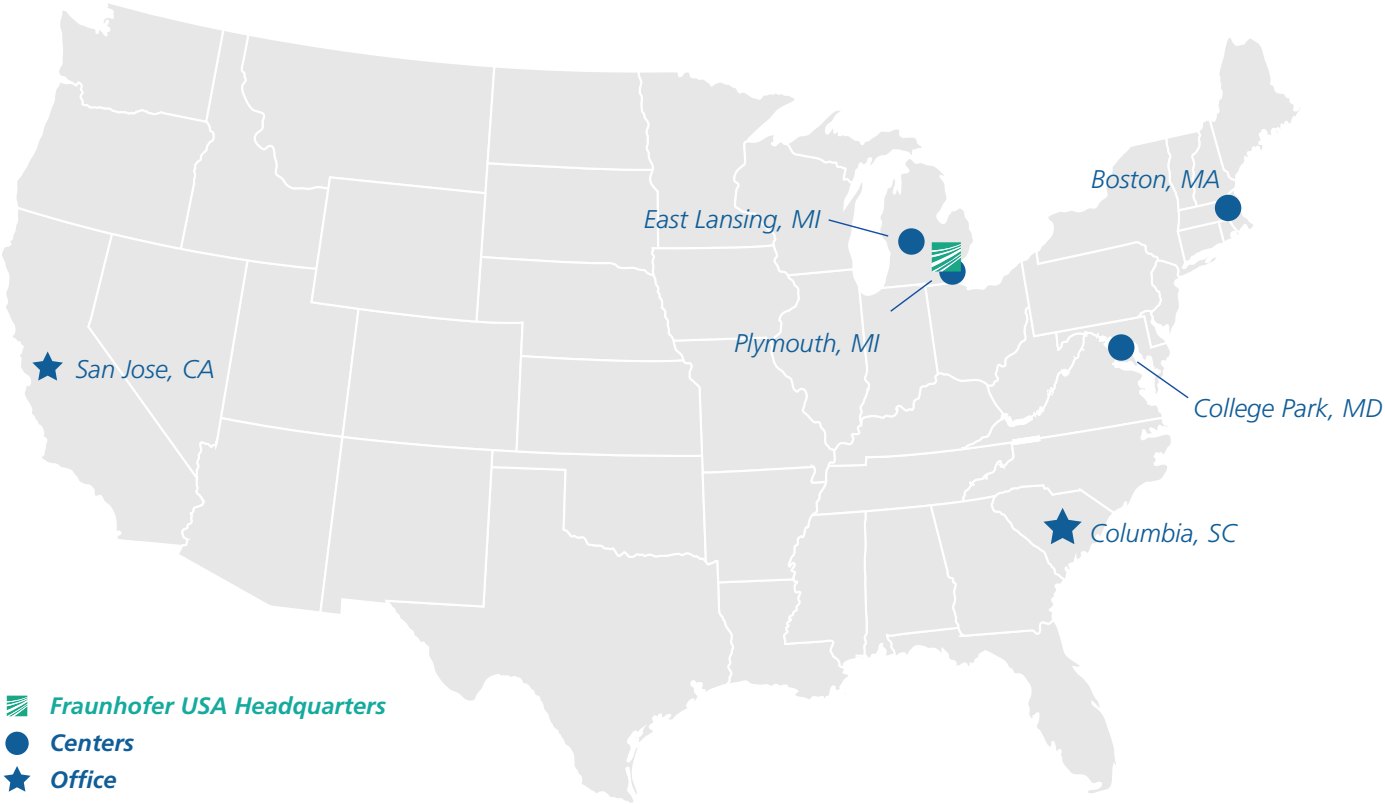 Boston, MA
East Lansing, MI
Plymouth, MI
San Jose, CA
College Park, MD
Columbia, SC
Fraunhofer USA Headquarters
Centers
Office